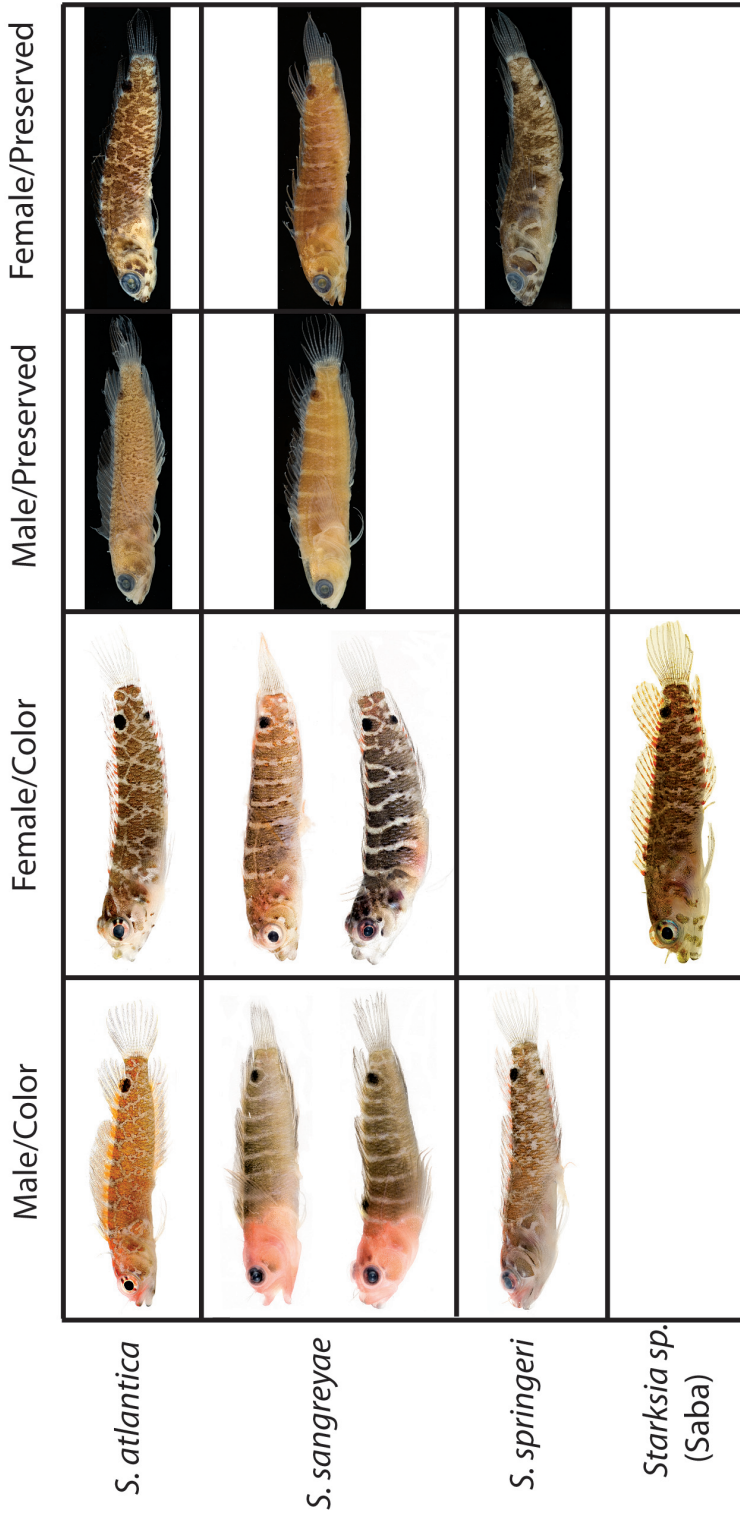 Male/Color
Female/Color
Male/Preserved
Female/Preserved
S. atlantica
S. sangreyae
S. springeri
Starksia sp.
(Saba)